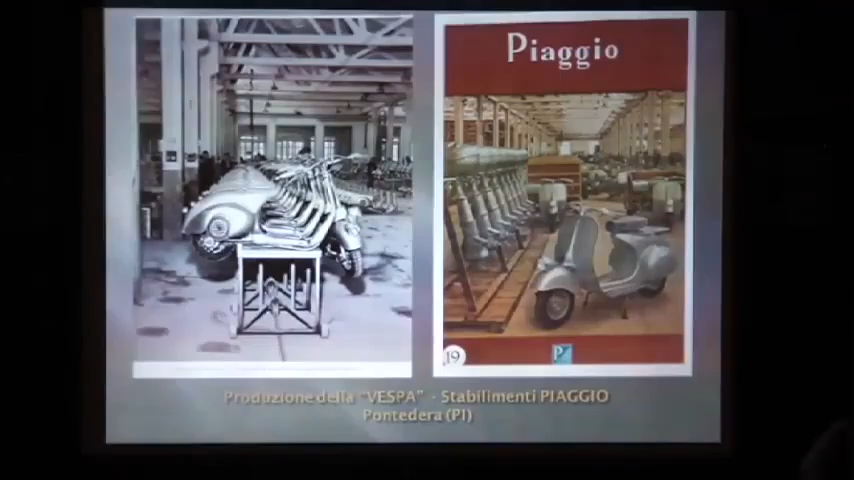 Piaggio
19
P
Produzione della "VESPA" - Stabilimenti PIAGGIO
Pontedera (PI)